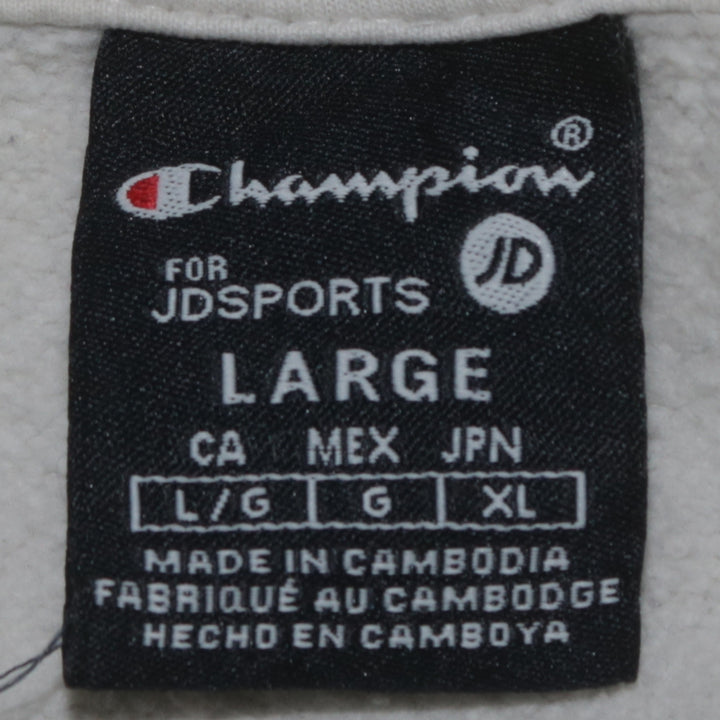 Champion®
FOR
JDSPORTS JD
LARGE
CA MEX JPN
L/G G XL
MADE IN CAMBODIA
FABRIQUÉ AU CAMBODGE
HECHO EN CAMBOYA